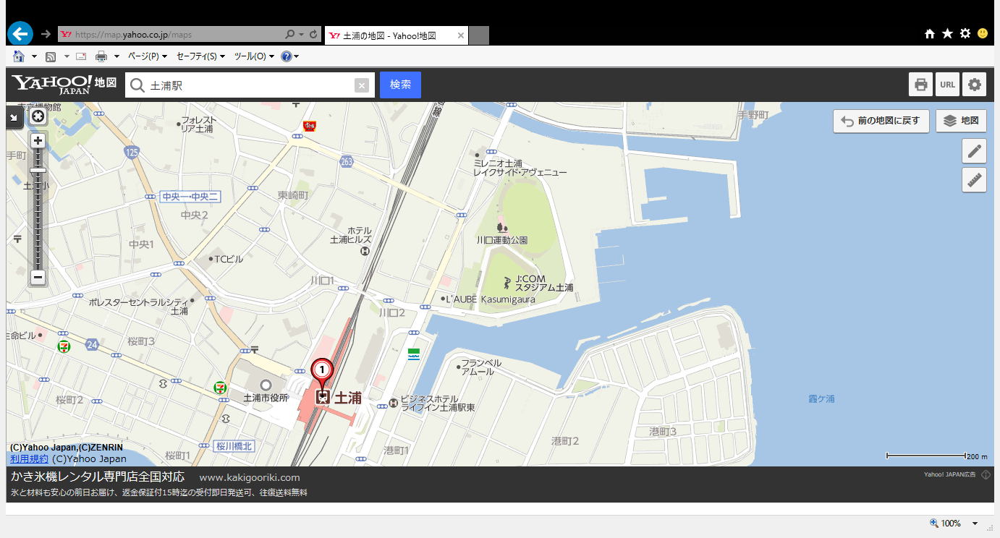 https://map.yahoo.co.jp/maps
土浦の地図 - Yahoo!地図
ページ(P)
セーフティ(S)
ツール(O)
YAHOO! JAPAN 地図
土浦駅
検索
URL
前の地図に戻す
地図
市立博物館
フォレスト
リア土浦
手野町
125
263
手町
ミレニオ土浦
レイクサイド・アヴェニュー
土浦小
中央一・中央二
東崎町
中央2
ホテル
土浦ヒルズ
川口運動公園
中央1
TCビル
川口1
J:COM
スタジアム土浦
L'AUBE Kasumigaura
ポレスターセントラルシティ
土浦
川口2
生命ビル
24
桜町3
FamilyMart
フランベル
アムール
1
土浦市役所
土浦
ビジネスホテル
ライフイン土浦駅東
霞ケ浦
桜町2
港町3
港町2
桜川橋北
港町1
桜町1
(C)Yahoo Japan,(C)ZENRIN
利用規約 (C)Yahoo Japan
200 m
かき氷機レンタル専門店全国対応 www.kakigooriki.com
Yahoo! JAPAN広告
氷と材料も安心の前日お届け、返金保証付15時迄の受付即日発送可、往復送料無料
100%